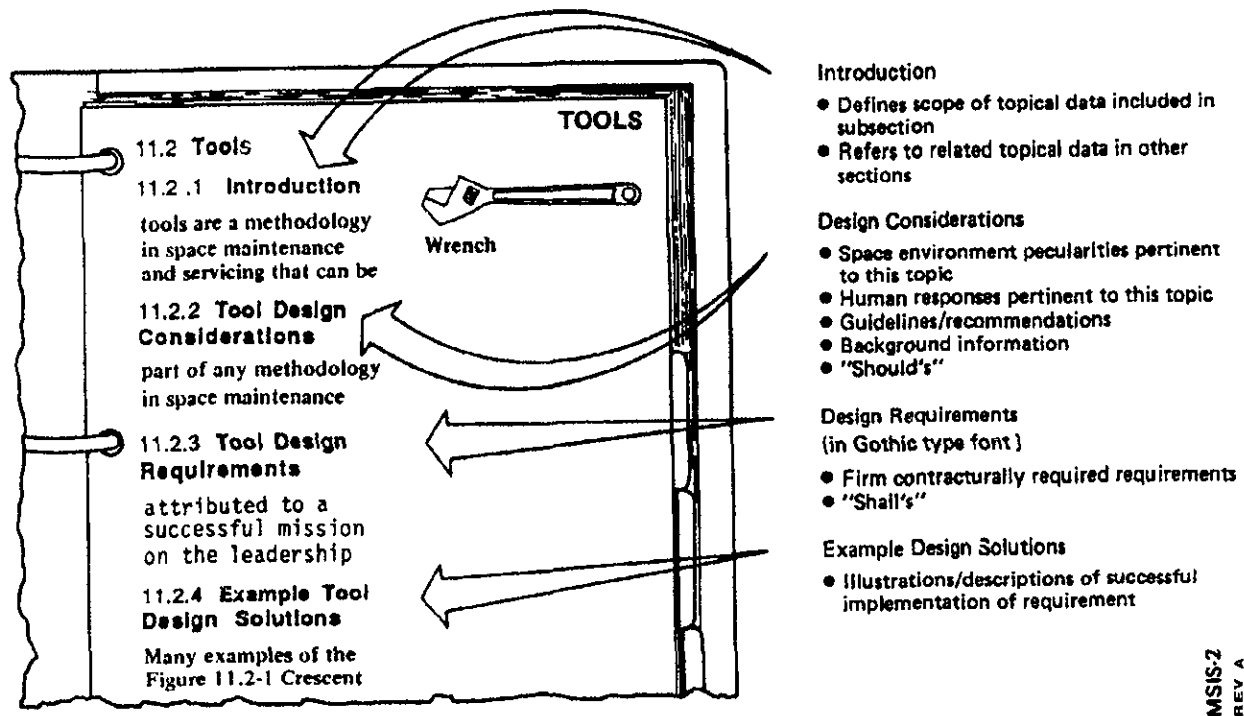 TOOLS
11.2 Tools
11.2.1 Introduction
tools are a methodology
in space maintenance
and servicing that can be
Wrench
11.2.2 Tool Design
Considerations
part of any methodology
in space maintenance
11.2.3 Tool Design
Requirements
attributed to a
successful mission
on the leadership
11.2.4 Example Tool
Design Solutions
Many examples of the
Figure 11.2-1 Crescent
Introduction
● Defines scope of topical data included in
subsection
● Refers to related topical data in other
sections
Design Considerations
● Space environment pecularities pertinent
to this topic
● Human responses pertinent to this topic
● Guidelines/recommendations
● Background information
● "Should's"
Design Requirements
(in Gothic type font)
● Firm contracturally required requirements
● "Shall's"
Example Design Solutions
● Illustrations/descriptions of successful
implementation of requirement
MSIS-2
REV A